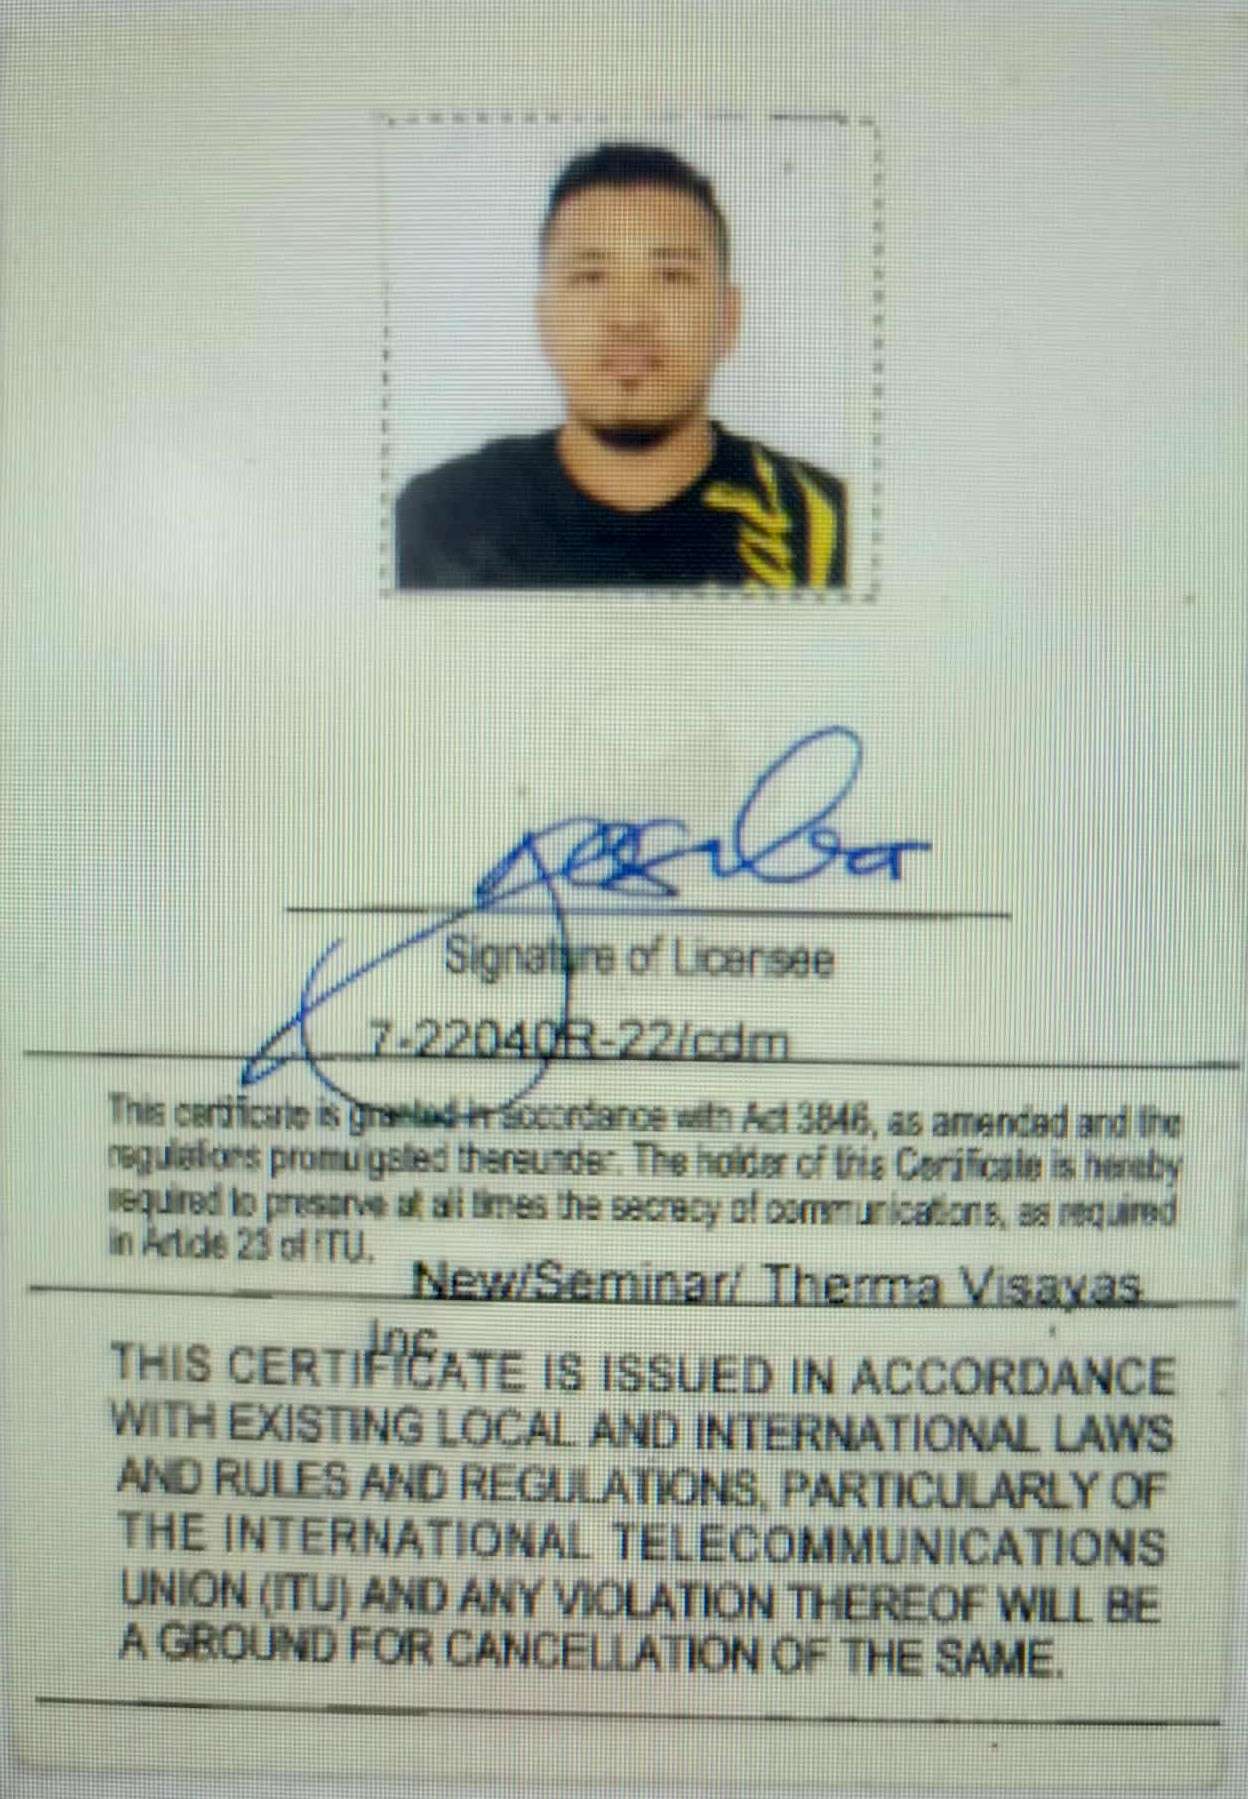 Signature of Licensee
7-22040R-22/cdm
This certificate is granted in accordance with Act 3846, as amended and the
regulations promulgated thereunder. The holder of this Certificate is hereby
required to preserve at all times the secrecy of communications, as required
in Article 23 of ITU.
New/Seminar/ Therma Visayas
Inc
THIS CERTIFICATE IS ISSUED IN ACCORDANCE
WITH EXISTING LOCAL AND INTERNATIONAL LAWS
AND RULES AND REGULATIONS, PARTICULARLY OF
THE INTERNATIONAL TELECOMMUNICATIONS
UNION (ITU) AND ANY VIOLATION THEREOF WILL BE
A GROUND FOR CANCELLATION OF THE SAME.